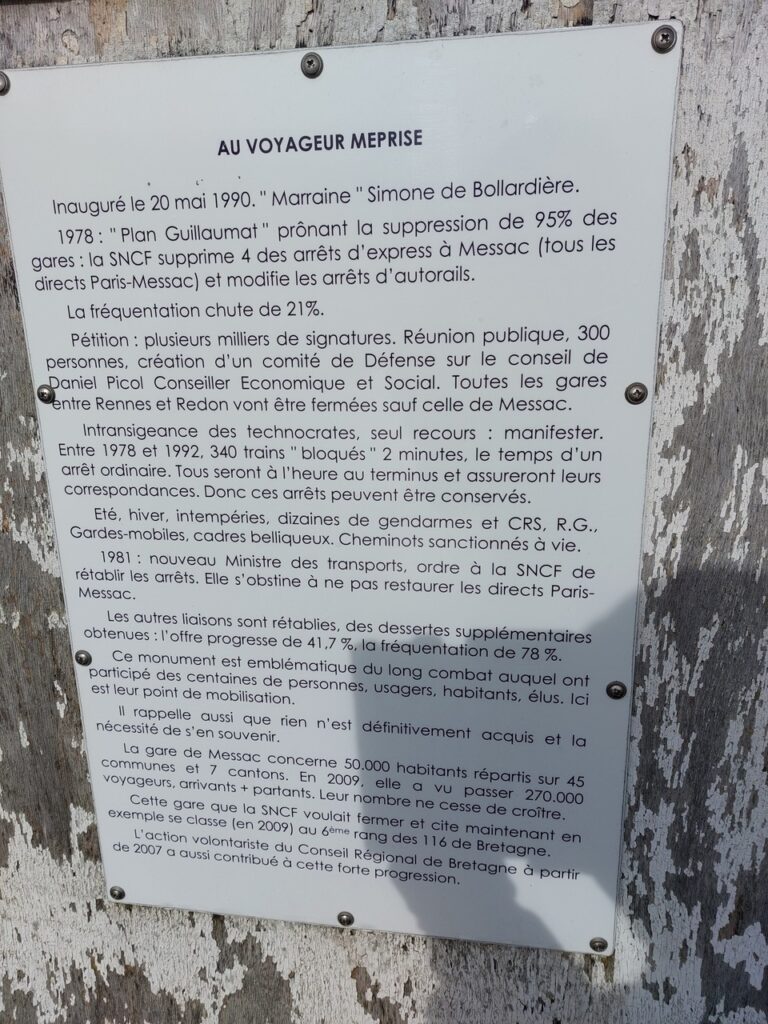 AU VOYAGEUR MEPRISE
Inauguré le 20 mai 1990. " Marraine " Simone de Bollardière.
1978 : " Plan Guillaumat " prônant la suppression de 95% des
gares : la SNCF supprime 4 des arrêts d'express à Messac (tous les
directs Paris-Messac) et modifie les arrêts d'autorails.
La fréquentation chute de 21%.
Pétition : plusieurs milliers de signatures. Réunion publique, 300
personnes, création d'un comité de Défense sur le conseil de
Daniel Picol Conseiller Economique et Social. Toutes les gares
entre Rennes et Redon vont être fermées sauf celle de Messac.
Intransigeance des technocrates, seul recours : manifester.
Entre 1978 et 1992, 340 trains " bloqués " 2 minutes, le temps d'un
arrêt ordinaire. Tous seront à l'heure au terminus et assureront leurs
correspondances. Donc ces arrêts peuvent être conservés.
Eté, hiver, intempéries, dizaines de gendarmes et CRS, R.G.,
Gardes-mobiles, cadres belliqueux. Cheminots sanctionnés à vie.
1981 : nouveau Ministre des transports, ordre à la SNCF de
rétablir les arrêts. Elle s'obstine à ne pas restaurer les directs Paris-
Messac.
Les autres liaisons sont rétablies, des dessertes supplémentaires
obtenues : l'offre progresse de 41,7 %, la fréquentation de 78 %.
Ce monument est emblématique du long combat auquel ont
participé des centaines de personnes, usagers, habitants, élus. Ici
est leur point de mobilisation.
Il rappelle aussi que rien n'est définitivement acquis et la
nécessité de s'en souvenir.
La gare de Messac concerne 50.000 habitants répartis sur 45
communes et 7 cantons. En 2009, elle a vu passer 270.000
voyageurs, arrivants + partants. Leur nombre ne cesse de croître.
Cette gare que la SNCF voulait fermer et cite maintenant en
exemple se classe (en 2009) au 6ème rang des 116 de Bretagne.
L'action volontariste du Conseil Régional de Bretagne à partir
de 2007 a aussi contribué à cette forte progression.